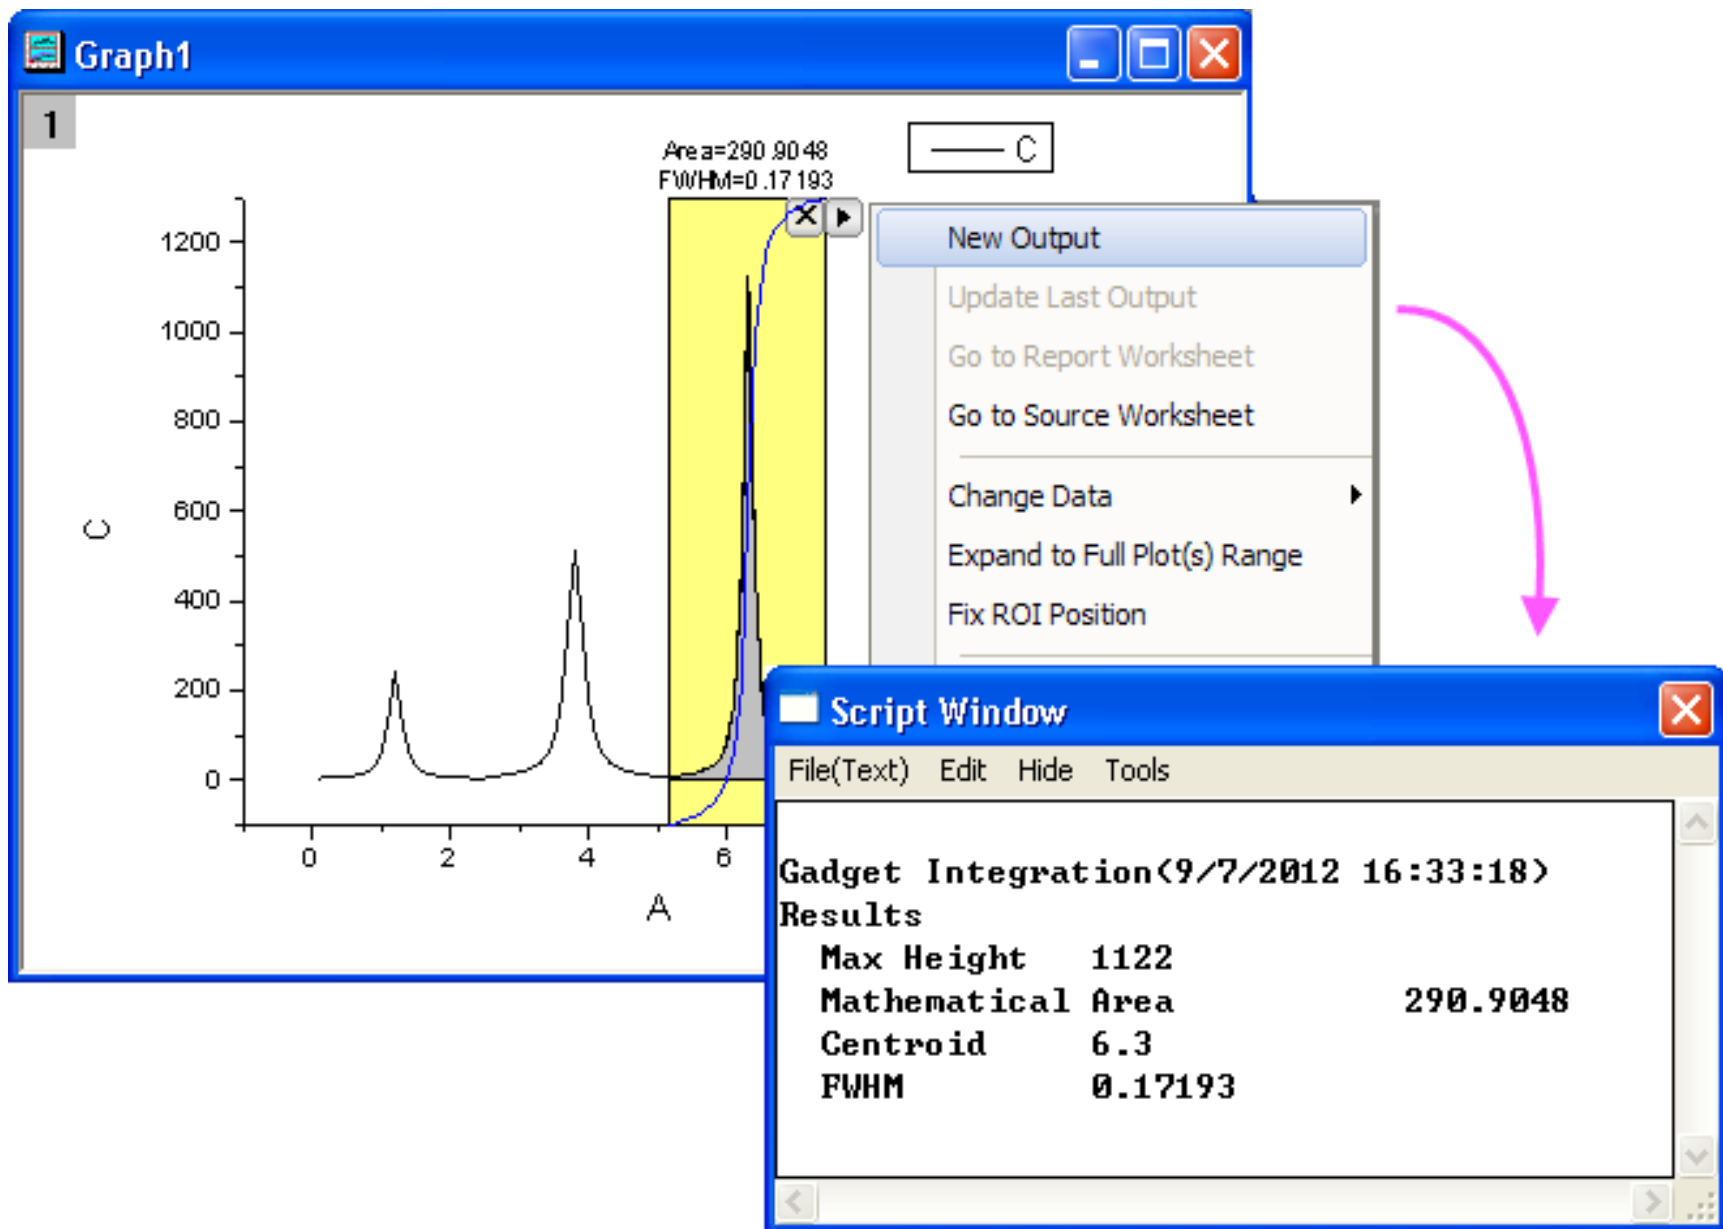 Graph1
1
Area=290.9048
FWHM=0.17193
C
1200
1000
800
600
400
200
0
C
0
2
4
6
A
New Output
Update Last Output
Go to Report Worksheet
Go to Source Worksheet
Change Data
Expand to Full Plot(s) Range
Fix ROI Position
Script Window
File(Text) Edit Hide Tools
Gadget Integration(9/7/2012 16:33:18)
Results
Max Height 1122
Mathematical Area 290.9048
Centroid 6.3
FWHM 0.17193